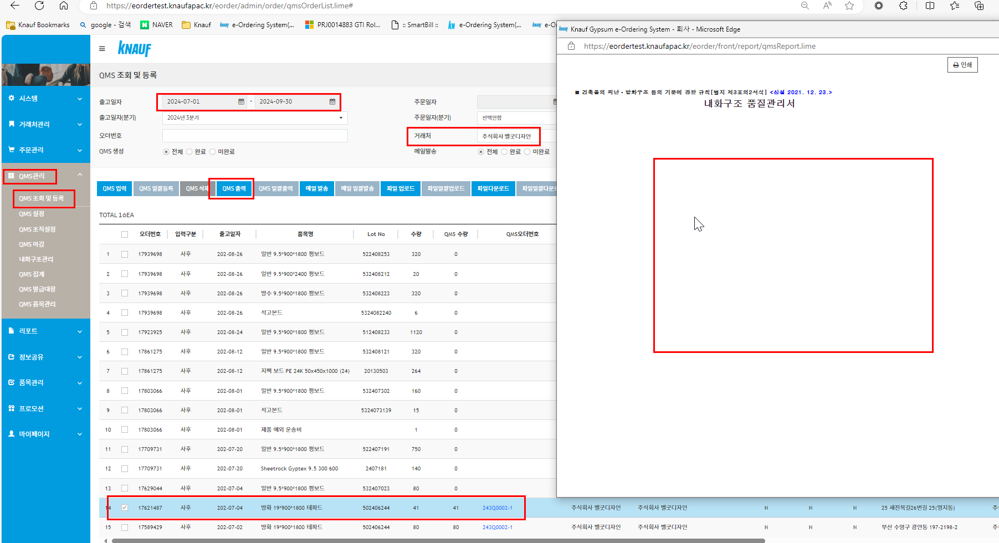 https://eordertest.knaufapac.kr/eorder/admin/order/qmsOrderList.lime#
Knauf Bookmarks
google - 검색
NAVER
Knauf
e-Ordering System(...
PRJ0014883 GTI Rol...
:: SmartBill ::
e-Ordering System(...
Knauf Gypsum e-Ordering System - 회사 - Microsoft Edge
https://eordertest.knaufapac.kr/eorder/front/report/qmsReport.lime
인쇄
■ 건축물의 피난·방화구조 등의 기준에 관한 규칙[별지 제3호의2서식] <신설 2021. 12. 23.>
내화구조 품질관리서
KNAUF
QMS 조회 및 등록
시스템
거래처관리
주문관리
QMS관리
QMS 조회 및 등록
QMS 설정
QMS 조직설정
QMS 마감
내화구조관리
QMS 집계
QMS 발급대장
QMS 품목관리
리포트
정보공유
품목관리
프로모션
마이페이지
출고일자 2024-07-01 - 2024-09-30 주문일자
출고일자(분기) 2024년 3분기 주문일자(분기) 선택안함
오더번호 거래처 주식회사 벨굿디자인
QMS 생성 전체 완료 미완료 메일발송 전체 완료 미완료
QMS 입력 QMS 일괄등록 QMS 삭제 QMS 출력 QMS 일괄출력 메일 발송 메일 일괄발송 파일 업로드 파일일괄업로드 파일다운로드 파일일괄다운로
TOTAL 16EA
오더번호 입력구분 출고일자 품목명 Lot No 수량 QMS 수량 QMS오더번호
1 17939698 사후 202-08-26 일반 9.5*900*1800 평보드 522408253 320 0
2 17939698 사후 202-08-26 일반 9.5*900*2400 평보드 532408212 20 0
3 17939698 사후 202-08-26 방수 9.5*900*1800 평보드 532408223 320 0
4 17939698 사후 202-08-26 석고본드 5324082240 6 0
5 17923925 사후 202-08-24 일반 9.5*900*1800 평보드 512408233 1120 0
6 17861275 사후 202-08-12 일반 9.5*900*1800 평보드 532408121 320 0
7 17861275 사후 202-08-12 지팩 보드 PE 24K 50x450x1000 (24) 20130503 264 0
8 17803066 사후 202-08-01 일반 9.5*900*1800 평보드 532407302 160 0
9 17803066 사후 202-08-01 석고본드 5324073139 15 0
10 17803066 사후 202-08-01 제품 예외 운송비 1 0
11 17709731 사후 202-07-20 일반 9.5*900*1800 평보드 522407191 750 0
12 17709731 사후 202-07-20 Sheetrock Gyptex 9.5 300 600 2407181 140 0
13 17629044 사후 202-07-04 일반 9.5*900*1800 평보드 532407023 80 0
14 17621487 사후 202-07-04 방화 19*900*1800 테파드 502406244 41 41 243Q0002-1 주식회사 벨굿디자인 주식회사 벨굿디자인 N N N 25 새진목길26번길 25(명지동)
15 17589429 사후 202-07-02 방화 19*900*1800 테파드 502406244 80 80 243Q0002-1 주식회사 벨굿디자인 주식회사 벨굿디자인 N N N 부산 수영구 광안동 197-2198-2